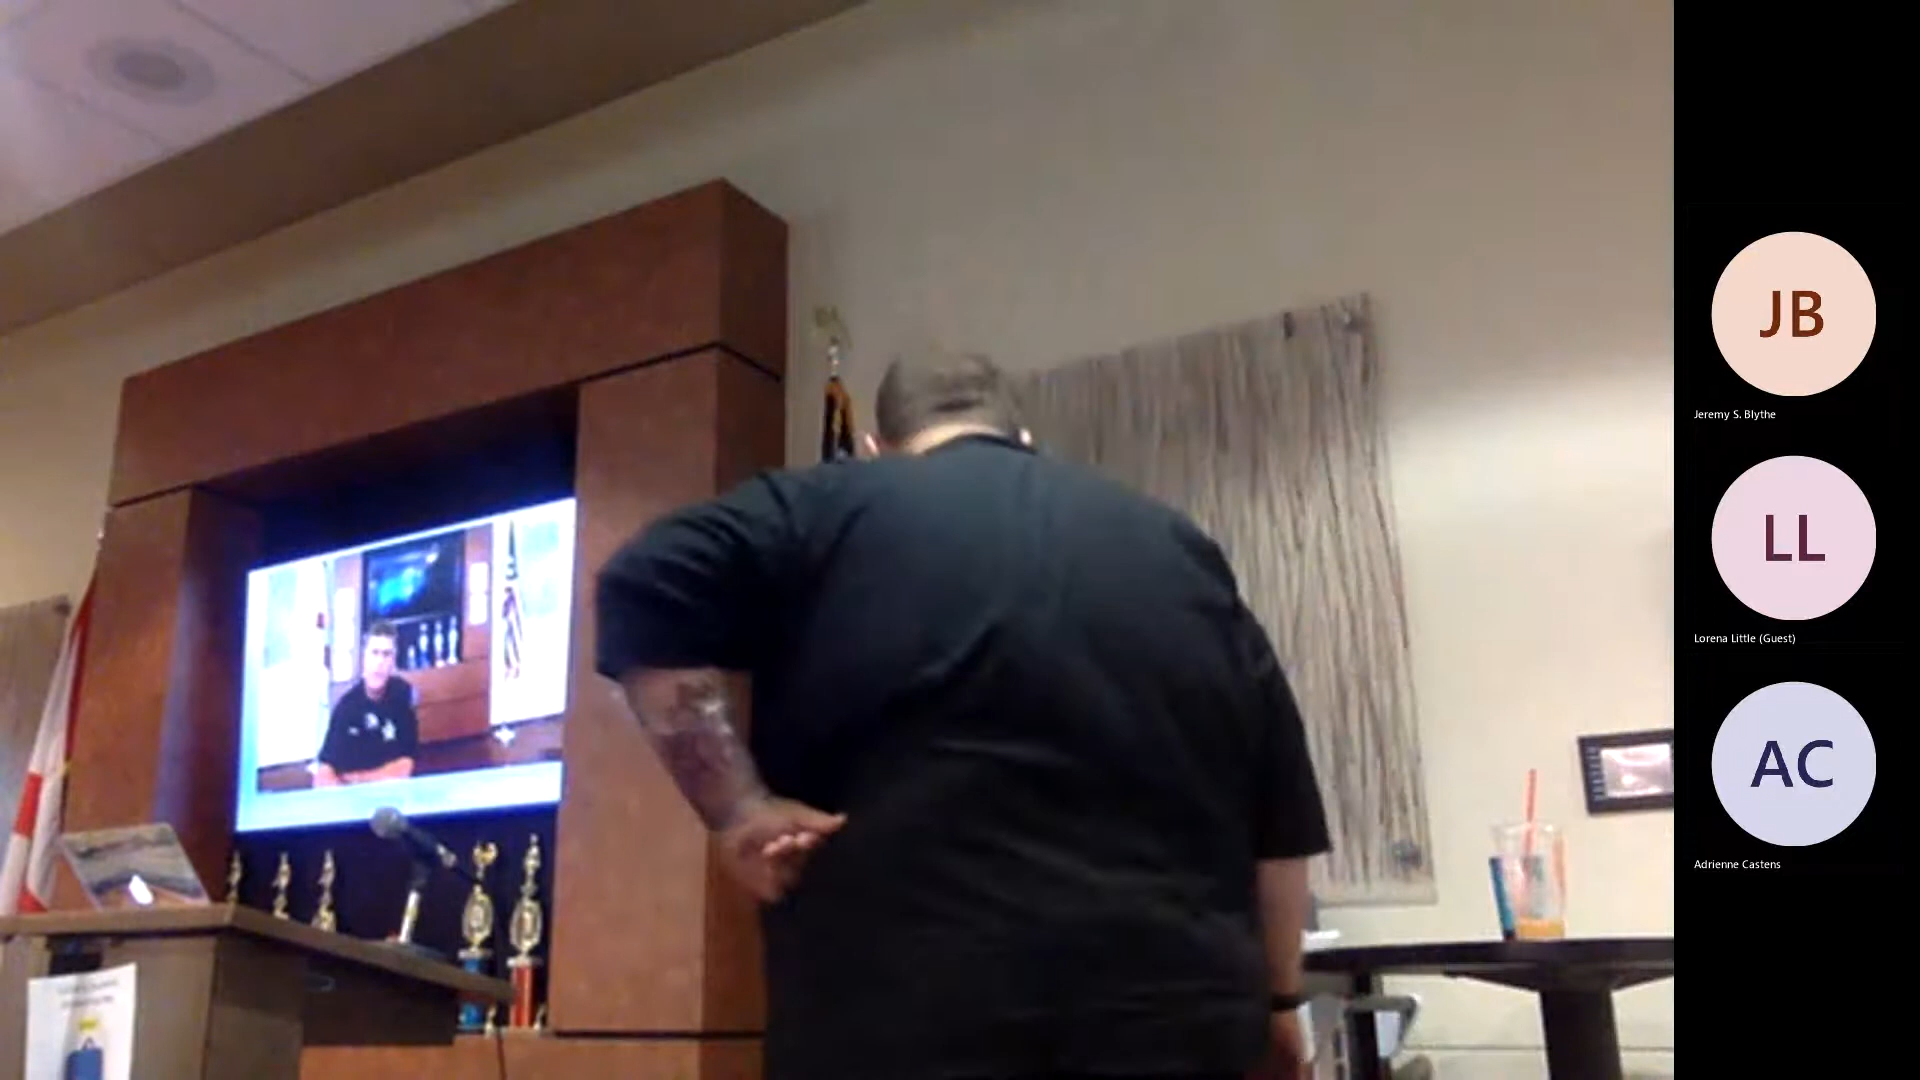 JB
Jeremy S. Blythe
LL
Lorena Little (Guest)
AC
Adrienne Castens